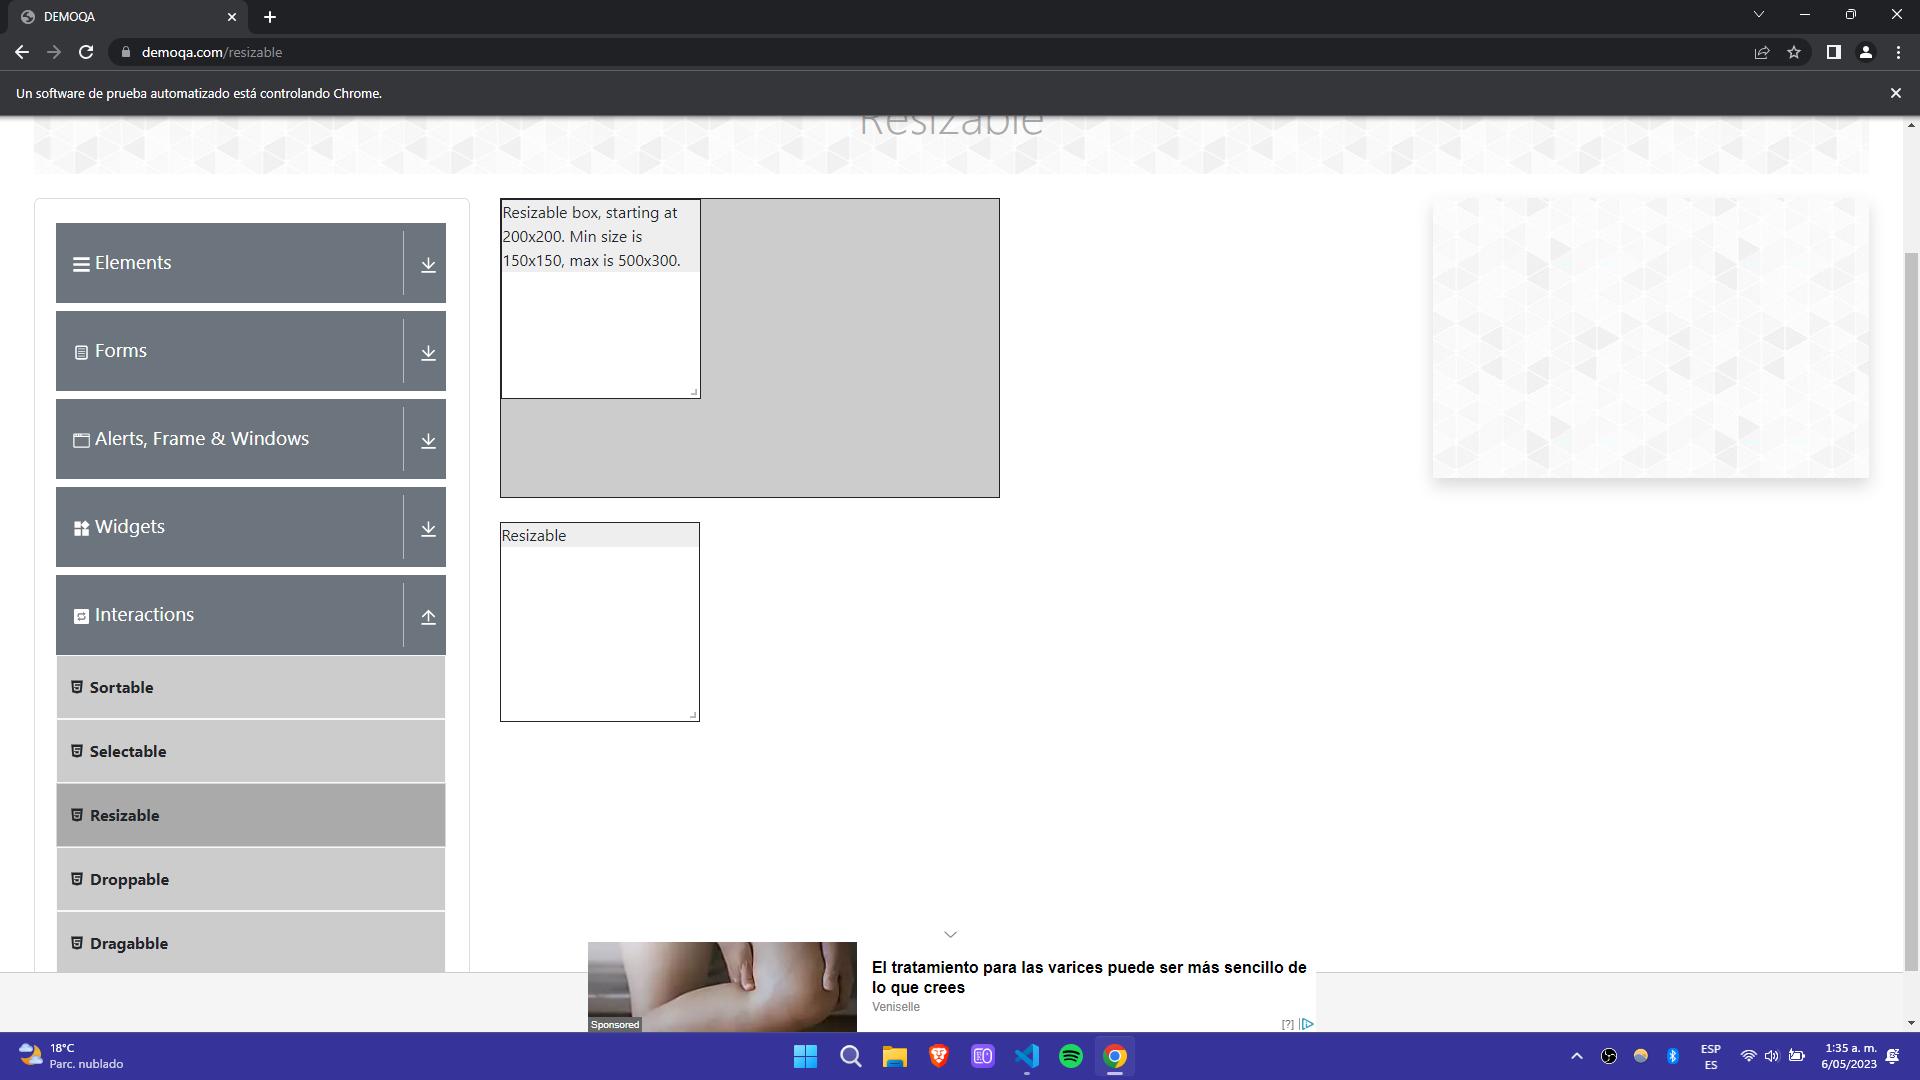 DEMOQA
demoqa.com/resizable
Un software de prueba automatizado está controlando Chrome.
Resizable
Elements
Forms
Alerts, Frame & Windows
Widgets
Interactions
Sortable
Selectable
Resizable
Droppable
Dragabble
Resizable box, starting at
200x200. Min size is
150x150, max is 500x300.
Resizable
Sponsored
El tratamiento para las varices puede ser más sencillo de
lo que crees
Veniselle
[?]
18°C
Parc. nublado
ESP
ES
1:35 a. m.
6/05/2023